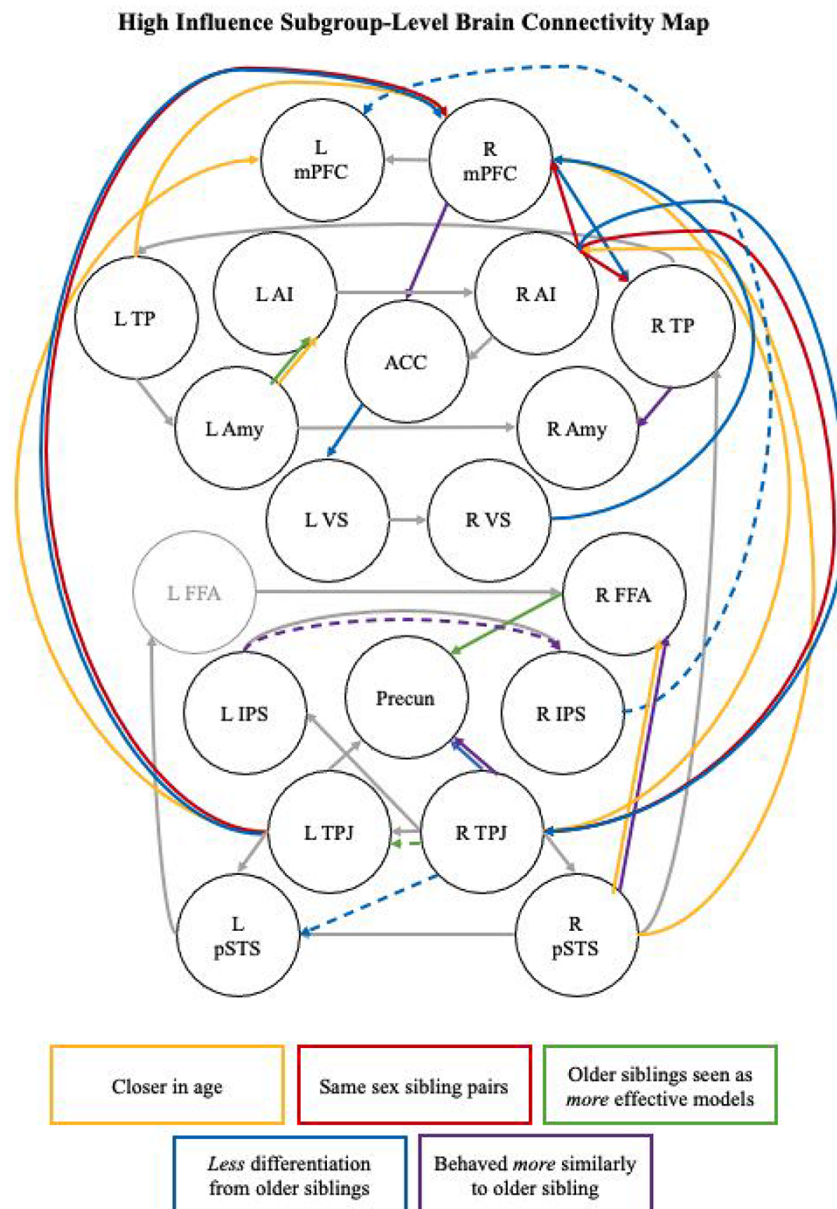 High Influence Subgroup-Level Brain Connectivity Map
L
mPFC
R
mPFC
L TP
L AI
R AI
R TP
ACC
L Amy
R Amy
L VS
R VS
L FFA
R FFA
L IPS
Precun
R IPS
L TPJ
R TPJ
L
pSTS
R
pSTS
Closer in age
Same sex sibling pairs
Older siblings seen as
more effective models
Less differentiation
from older siblings
Behaved more similarly
to older sibling